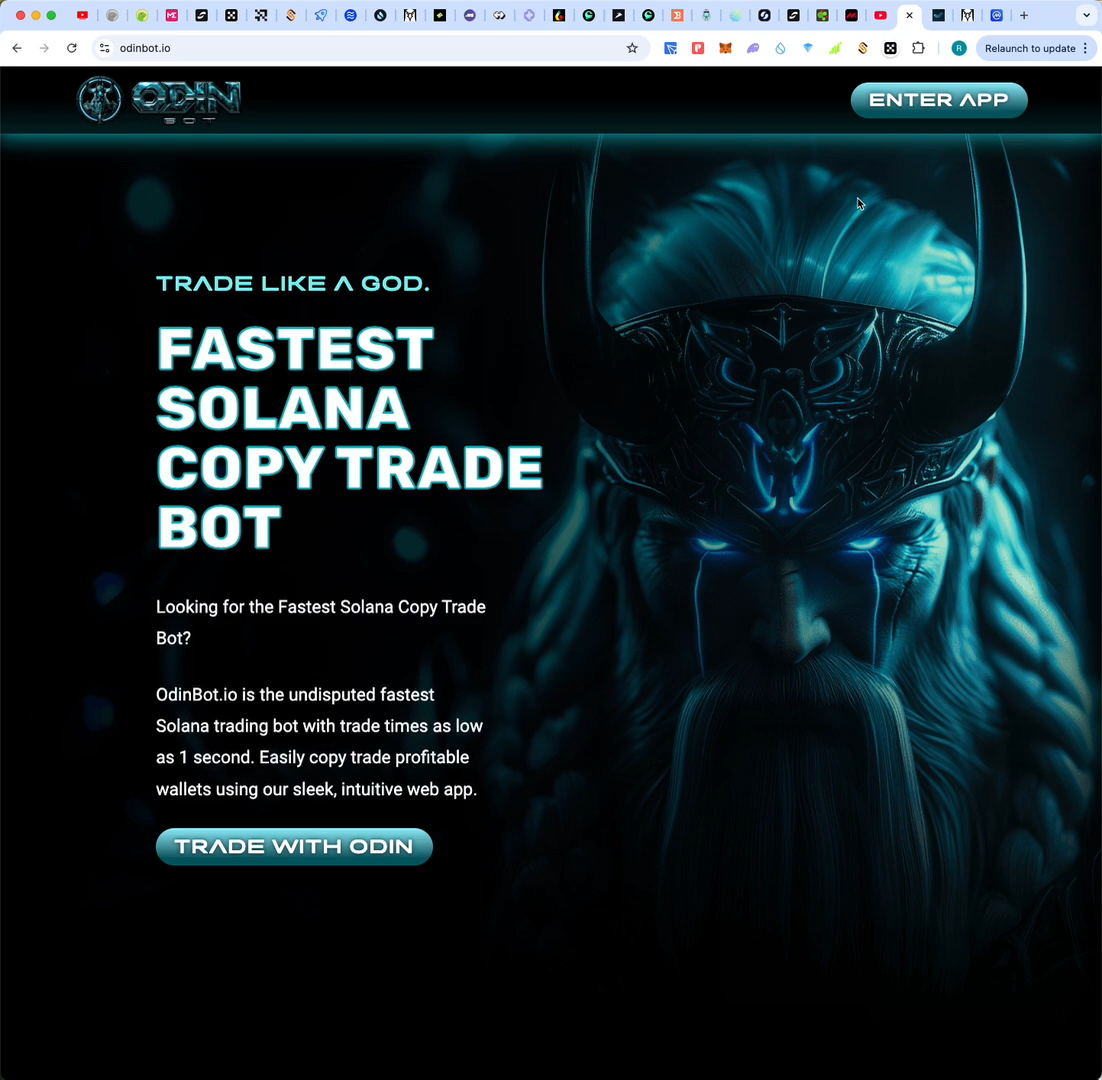 odinbot.io
R
Relaunch to update
ODIN
BOT
ENTER APP
TRADE LIKE A GOD.
FASTEST
SOLANA
COPY TRADE
BOT
Looking for the Fastest Solana Copy Trade
Bot?
OdinBot.io is the undisputed fastest
Solana trading bot with trade times as low
as 1 second. Easily copy trade profitable
wallets using our sleek, intuitive web app.
TRADE WITH ODIN